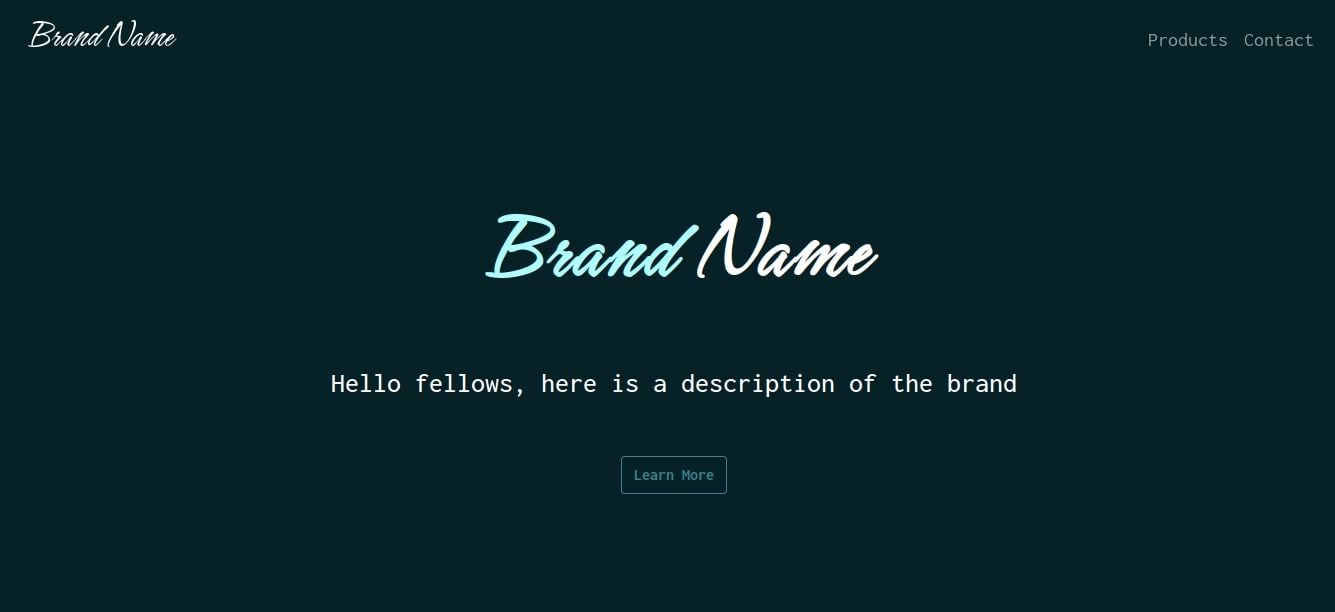 Brand Name
Products Contact
Brand Name
Hello fellows, here is a description of the brand
Learn More